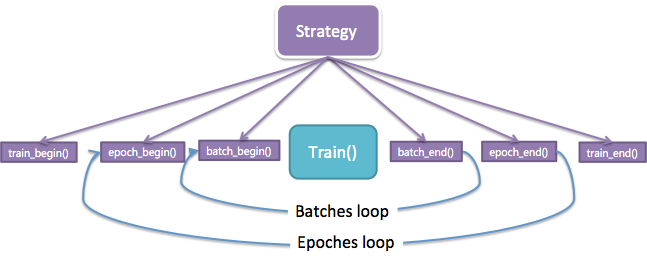 Strategy
train_begin()
epoch_begin()
batch_begin()
Train()
batch_end()
epoch_end()
train_end()
Batches loop
Epoches loop